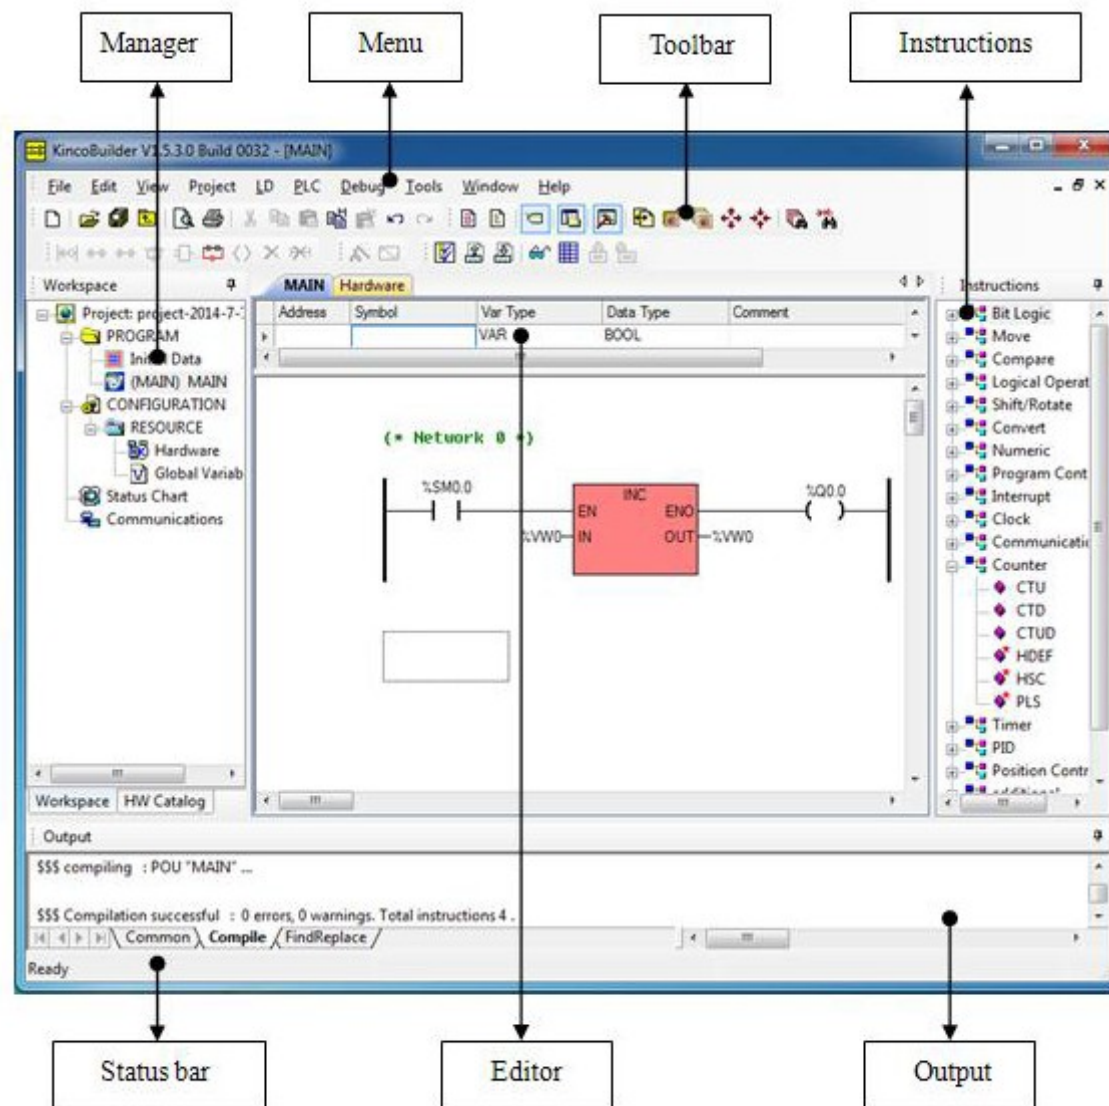 Manager
Menu
Toolbar
Instructions
KincoBuilder V1.5.3.0 Build 0032 - [MAIN]
File Edit View Project LD PLC Debug Tools Window Help
Workspace
Project: project-2014-7-
PROGRAM
Initial Data
(MAIN) MAIN
CONFIGURATION
RESOURCE
Hardware
Global Variab
Status Chart
Communications
Workspace HW Catalog
MAIN Hardware
Address Symbol Var Type Data Type Comment
VAR BOOL
(* Network 0 *)
%SM0.0
INC
%Q0.0
EN ENO
%VW0 IN OUT %VW0
Instructions
Bit Logic
Move
Compare
Logical Operat
Shift/Rotate
Convert
Numeric
Program Cont
Interrupt
Clock
Communicatic
Counter
CTU
CTD
CTUD
HDEF
HSC
PLS
Timer
PID
Position Contr
Output
$$$ compiling : POU "MAIN" ...
$$$ Compilation successful : 0 errors, 0 warnings. Total instructions 4 .
Common Compile FindReplace
Ready
Status bar
Editor
Output